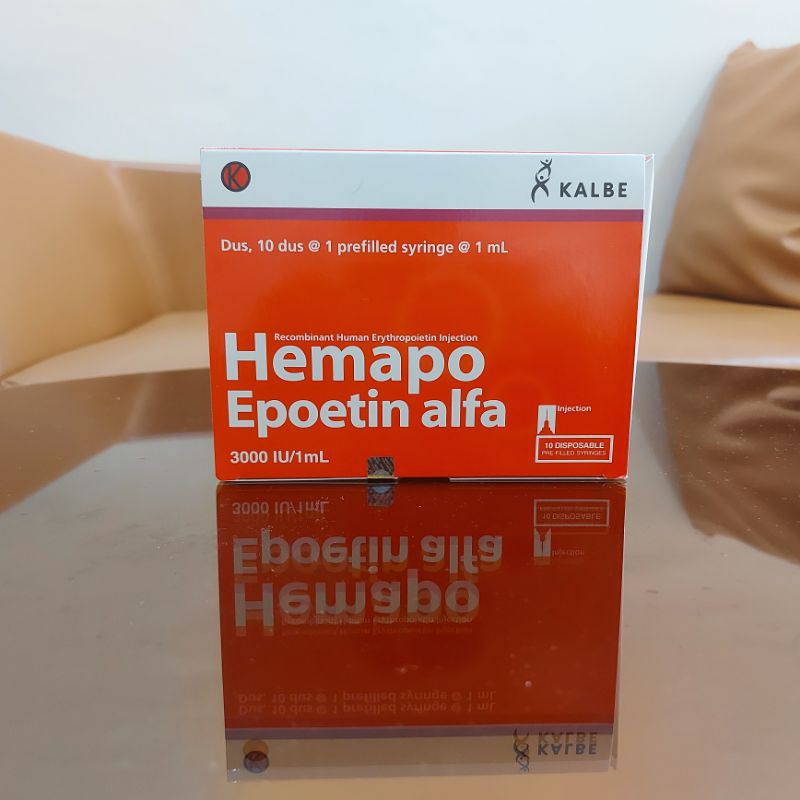 K
KALBE
Dus, 10 dus @ 1 prefilled syringe @ 1 mL
Recombinant Human Erythropoietin Injection
Hemapo
Epoetin alfa
Injection
3000 IU/1mL
10 DISPOSABLE
PRE-FILLED SYRINGES